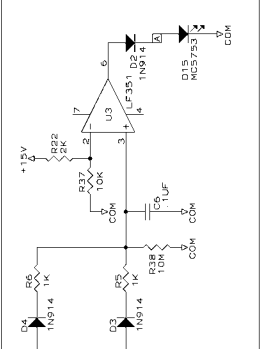 D15
MC5753
COM
A
D2
1N914
6
7
U3
LF351
4
2
3
+15V
R22
2K
R37
10K
COM
C6
.1UF
COM
R38
10M
COM
R6
1K
R5
1K
D4
1N914
D3
1N914